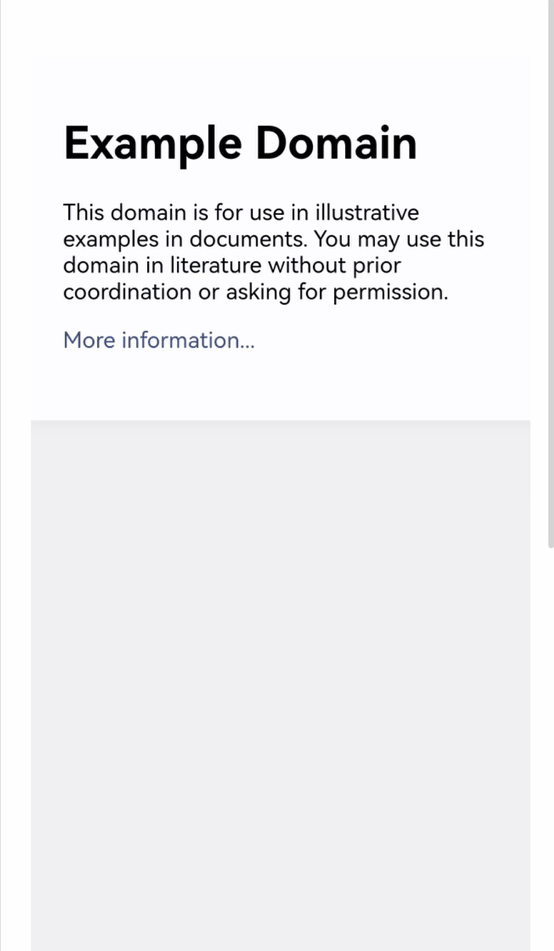 Example Domain
This domain is for use in illustrative
examples in documents. You may use this
domain in literature without prior
coordination or asking for permission.
More information...